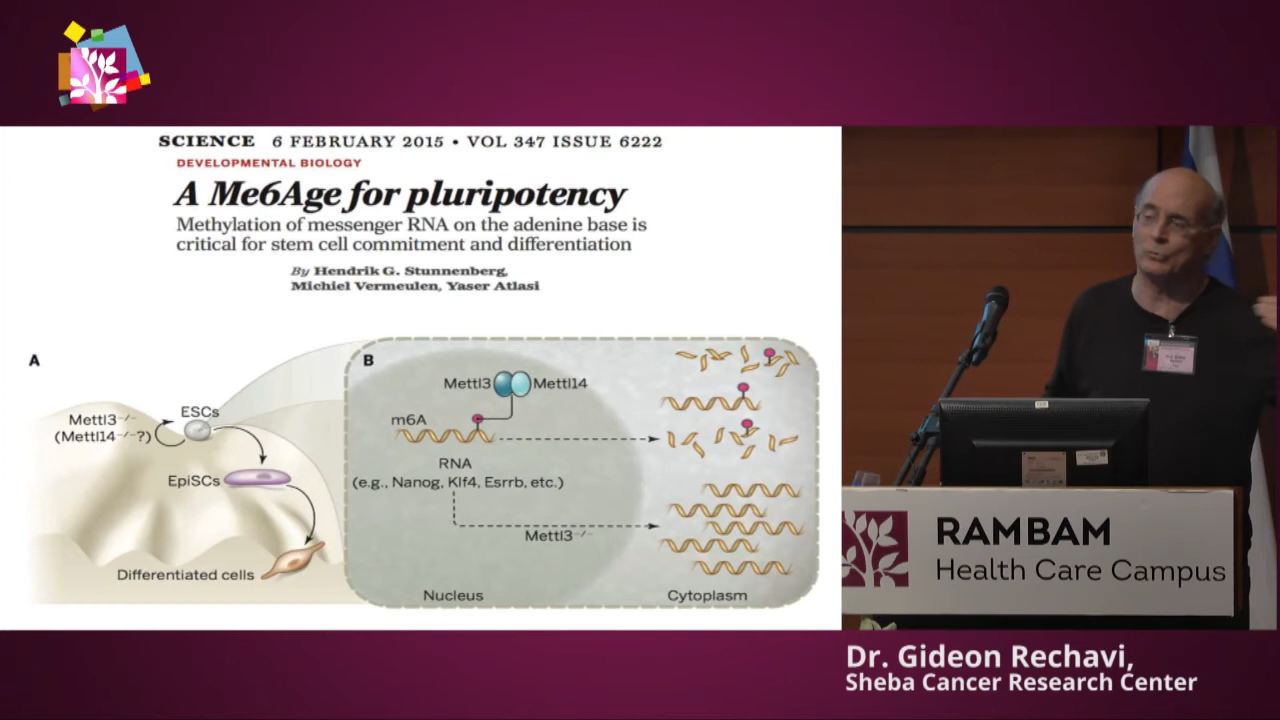 SCIENCE 6 FEBRUARY 2015 • VOL 347 ISSUE 6222
DEVELOPMENTAL BIOLOGY
A Me6Age for pluripotency
Methylation of messenger RNA on the adenine base is
critical for stem cell commitment and differentiation
By Hendrik G. Stunnenberg,
Michiel Vermeulen, Yaser Atlasi
A
Mettl3⁻/⁻
(Mettl14⁻/⁻?)
ESCs
EpiSCs
Differentiated cells
B
Mettl3
Mettl14
m6A
RNA
(e.g., Nanog, Klf4, Esrrb, etc.)
Mettl3⁻/⁻
Nucleus
Cytoplasm
RAMBAM
Health Care Campus
Dr. Gideon Rechavi,
Sheba Cancer Research Center